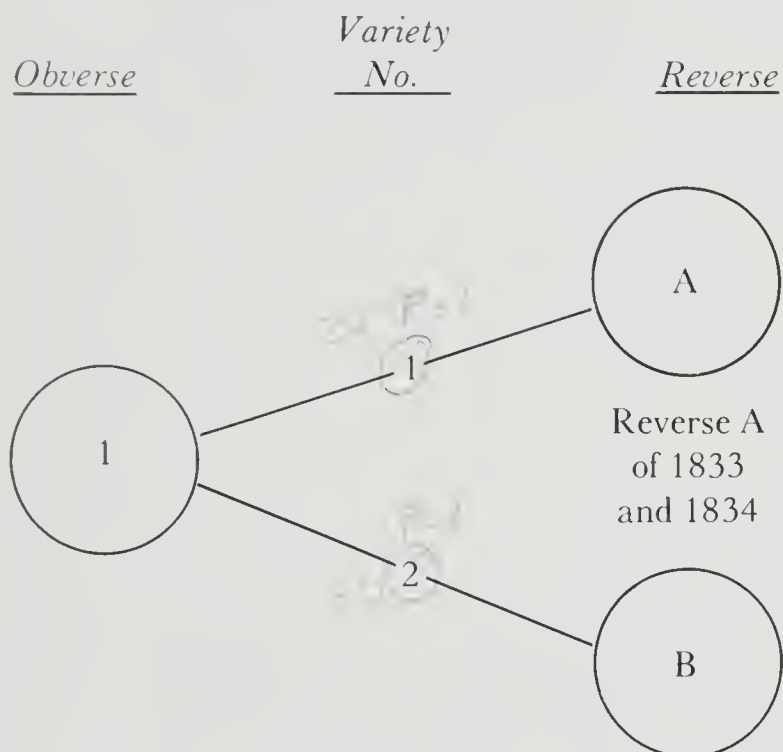 Variety
Obverse No. Reverse
A
1
1
Reverse A
of 1833
and 1834
2
B